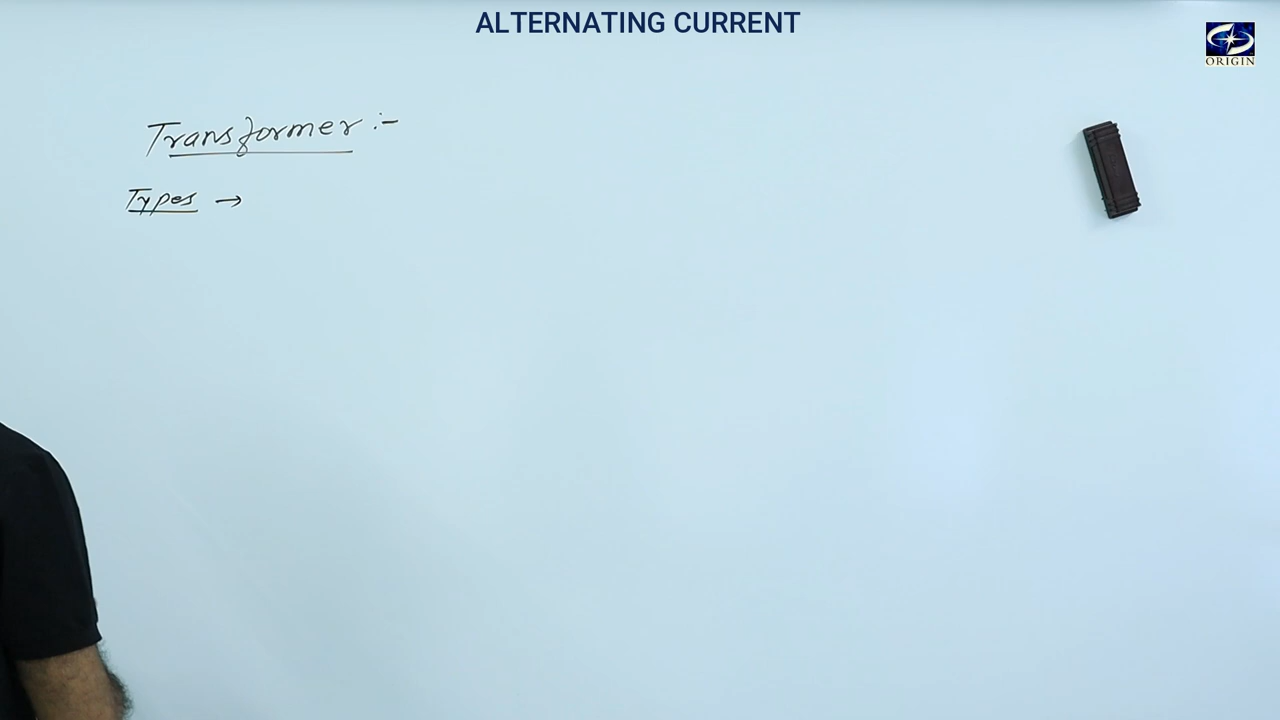 ALTERNATING CURRENT
ORIGIN
Transformer :-
Types →